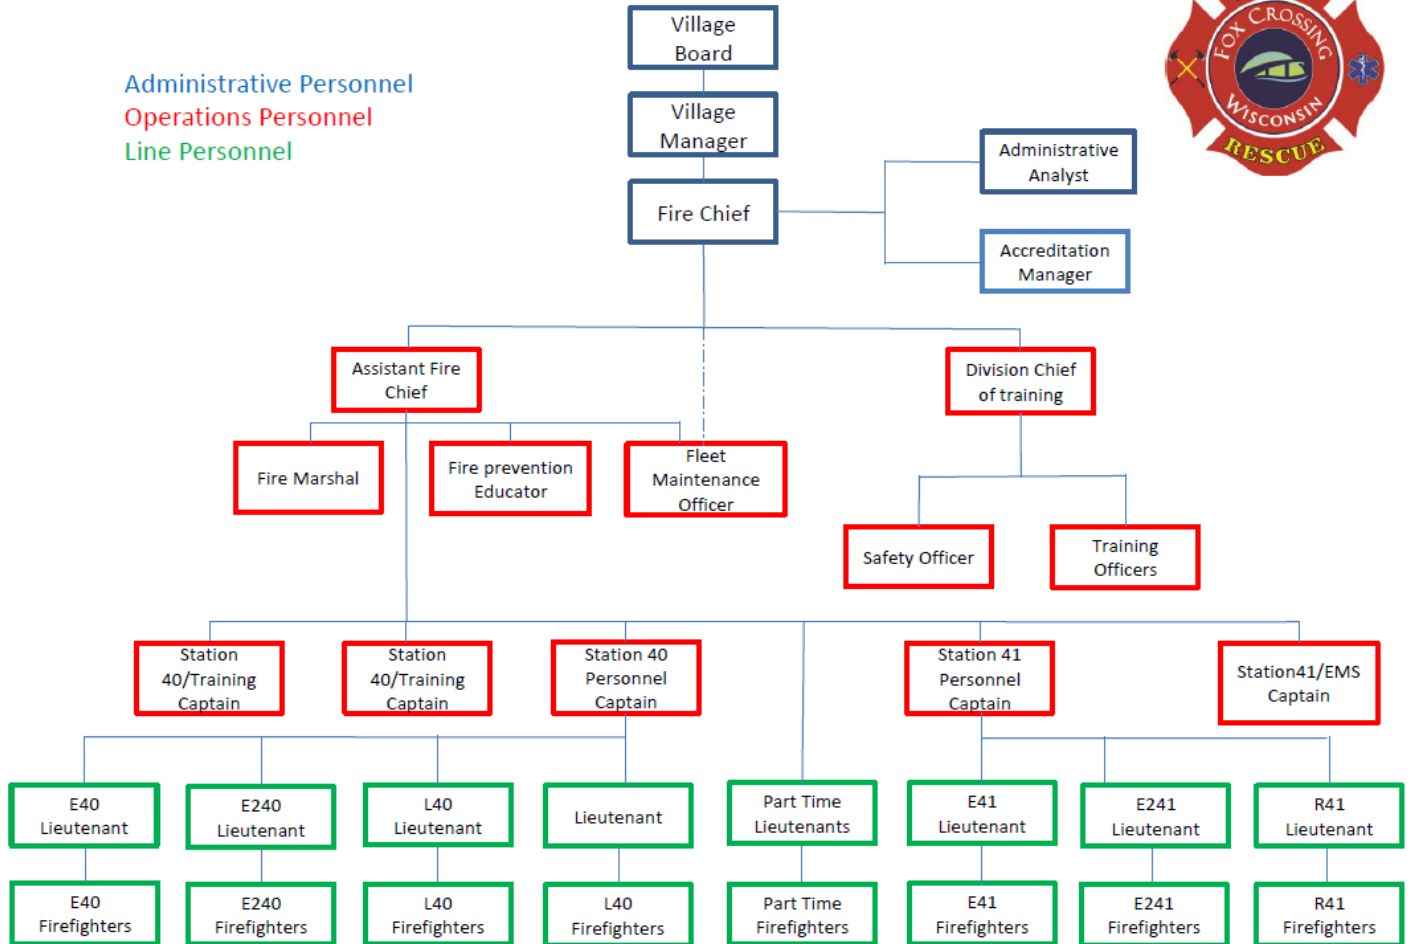 Village
Board
FOX CROSSING
WISCONSIN
RESCUE
Administrative Personnel
Operations Personnel
Line Personnel
Village
Manager
Administrative
Analyst
Fire Chief
Accreditation
Manager
Assistant Fire
Chief
Division Chief
of training
Fire Marshal
Fire prevention
Educator
Fleet
Maintenance
Officer
Safety Officer
Training
Officers
Station
40/Training
Captain
Station
40/Training
Captain
Station 40
Personnel
Captain
Station 41
Personnel
Captain
Station41/EMS
Captain
E40
Lieutenant
E240
Lieutenant
L40
Lieutenant
Lieutenant
Part Time
Lieutenants
E41
Lieutenant
E241
Lieutenant
R41
Lieutenant
E40
Firefighters
E240
Firefighters
L40
Firefighters
L40
Firefighters
Part Time
Firefighters
E41
Firefighters
E241
Firefighters
R41
Firefighters